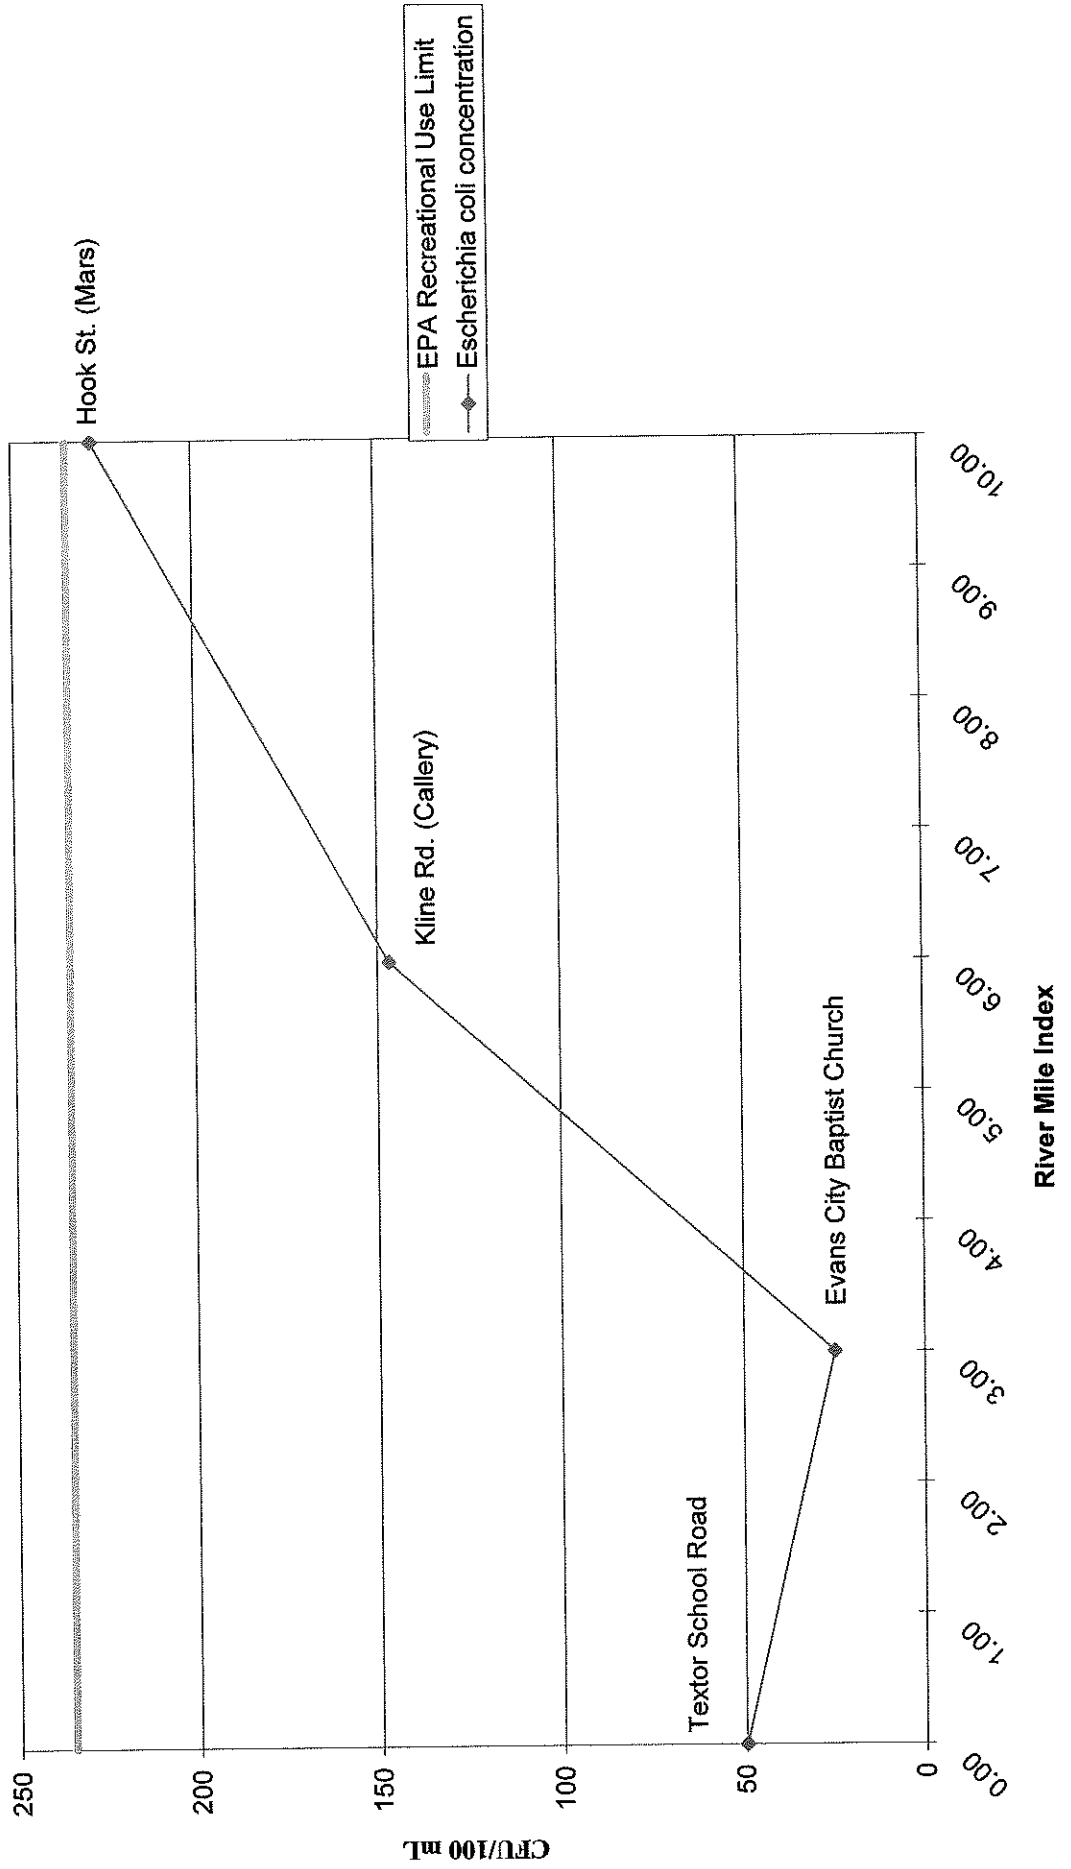 250
200
150
100
50
0
CFU/100 mL
0.00
1.00
2.00
3.00
4.00
5.00
6.00
7.00
8.00
9.00
10.00
River Mile Index
Textor School Road
Evans City Baptist Church
Kline Rd. (Callery)
Hook St. (Mars)
EPA Recreational Use Limit
Escherichia coli concentration